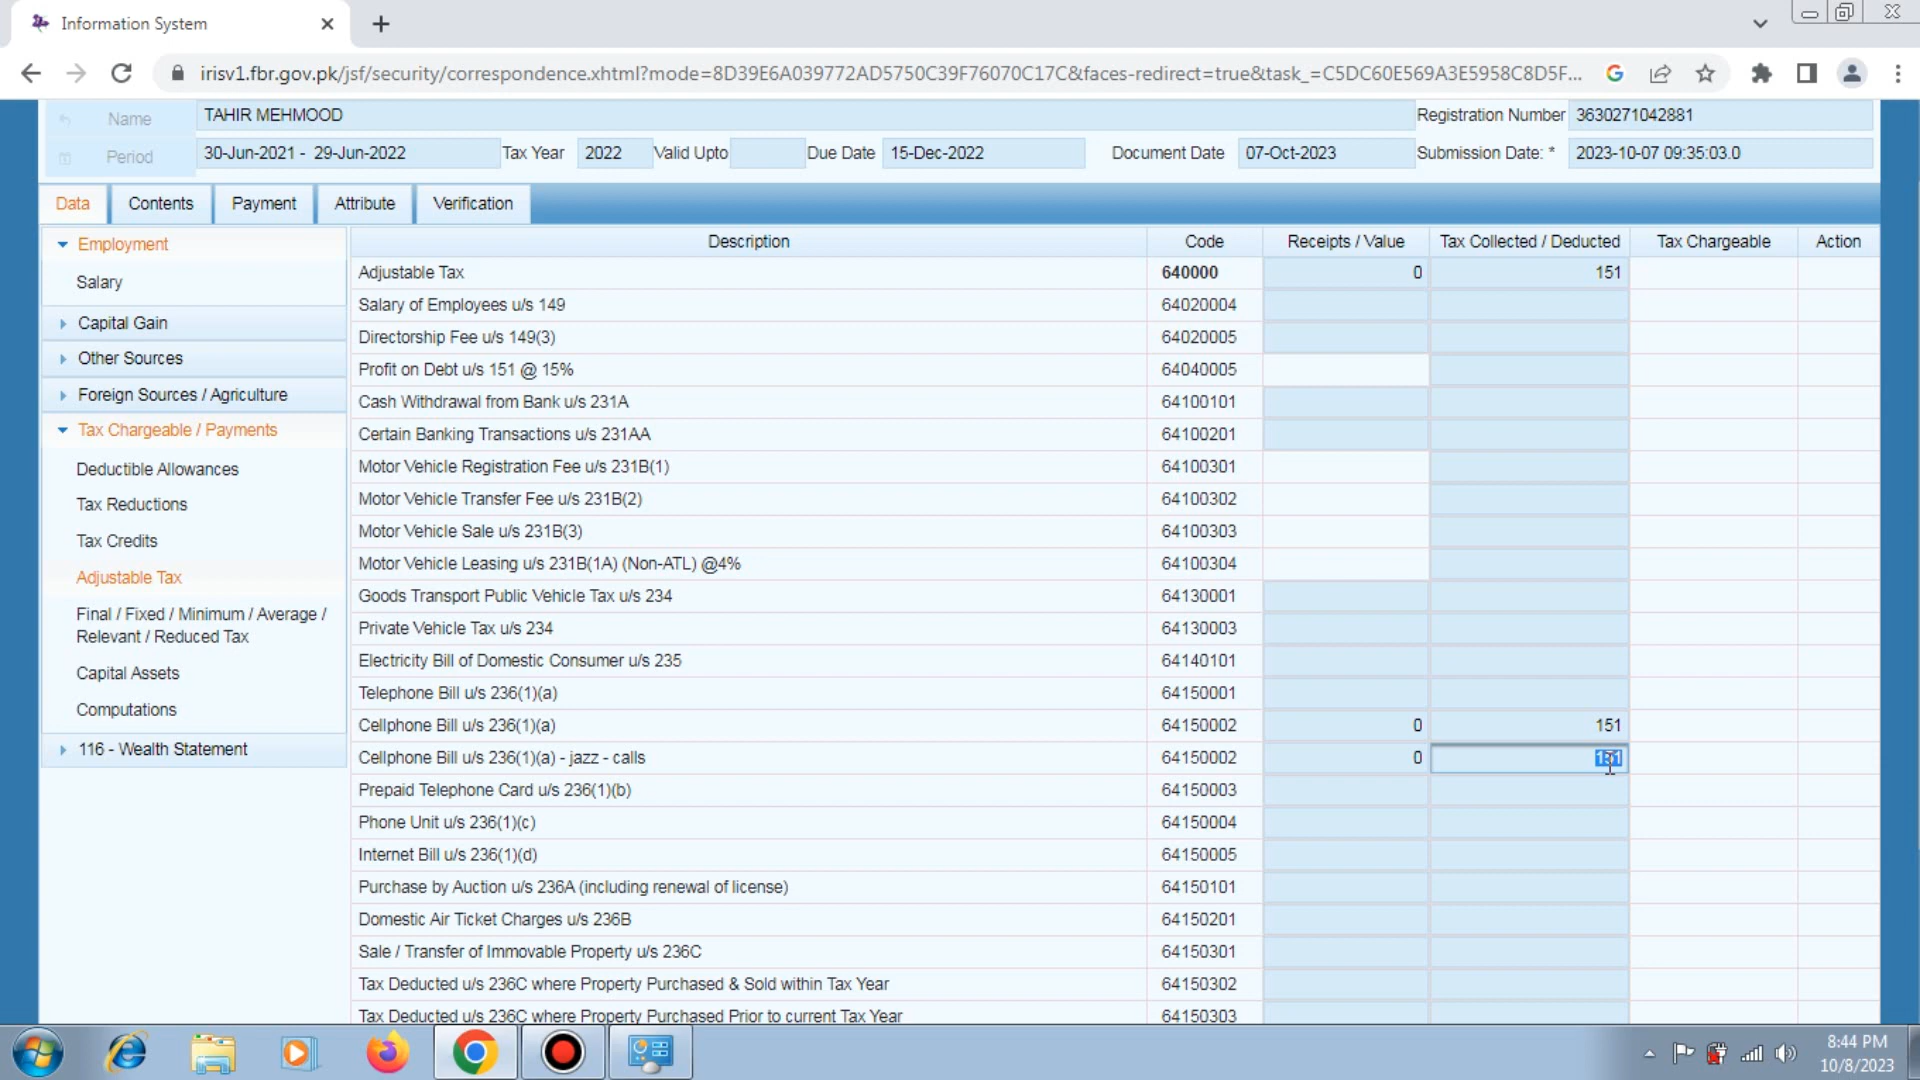 Information System
irisv1.fbr.gov.pk/jsf/security/correspondence.xhtml?mode=8D39E6A039772AD5750C39F76070C17C&faces-redirect=true&task_=C5DC60E569A3E5958C8D5F...
Name TAHIR MEHMOOD Registration Number 3630271042881
Period 30-Jun-2021 - 29-Jun-2022 Tax Year 2022 Valid Upto Due Date 15-Dec-2022 Document Date 07-Oct-2023 Submission Date: * 2023-10-07 09:35:03.0
Data Contents Payment Attribute Verification
Employment
Salary
Capital Gain
Other Sources
Foreign Sources / Agriculture
Tax Chargeable / Payments
Deductible Allowances
Tax Reductions
Tax Credits
Adjustable Tax
Final / Fixed / Minimum / Average /
Relevant / Reduced Tax
Capital Assets
Computations
116 - Wealth Statement
Description Code Receipts / Value Tax Collected / Deducted Tax Chargeable Action
Adjustable Tax 640000 0 151
Salary of Employees u/s 149 64020004
Directorship Fee u/s 149(3) 64020005
Profit on Debt u/s 151 @ 15% 64040005
Cash Withdrawal from Bank u/s 231A 64100101
Certain Banking Transactions u/s 231AA 64100201
Motor Vehicle Registration Fee u/s 231B(1) 64100301
Motor Vehicle Transfer Fee u/s 231B(2) 64100302
Motor Vehicle Sale u/s 231B(3) 64100303
Motor Vehicle Leasing u/s 231B(1A) (Non-ATL) @4% 64100304
Goods Transport Public Vehicle Tax u/s 234 64130001
Private Vehicle Tax u/s 234 64130003
Electricity Bill of Domestic Consumer u/s 235 64140101
Telephone Bill u/s 236(1)(a) 64150001
Cellphone Bill u/s 236(1)(a) 64150002 0 151
Cellphone Bill u/s 236(1)(a) - jazz - calls 64150002 0 151
Prepaid Telephone Card u/s 236(1)(b) 64150003
Phone Unit u/s 236(1)(c) 64150004
Internet Bill u/s 236(1)(d) 64150005
Purchase by Auction u/s 236A (including renewal of license) 64150101
Domestic Air Ticket Charges u/s 236B 64150201
Sale / Transfer of Immovable Property u/s 236C 64150301
Tax Deducted u/s 236C where Property Purchased & Sold within Tax Year 64150302
Tax Deducted u/s 236C where Property Purchased Prior to current Tax Year 64150303
8:44 PM
10/8/2023